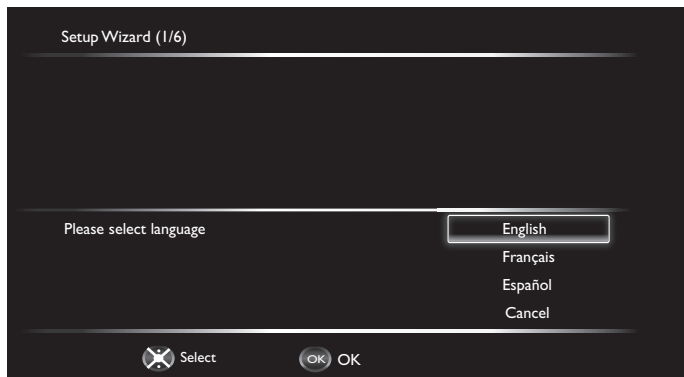 Setup Wizard (1/6)
Please select language
English
Français
Español
Cancel
Select
OK OK